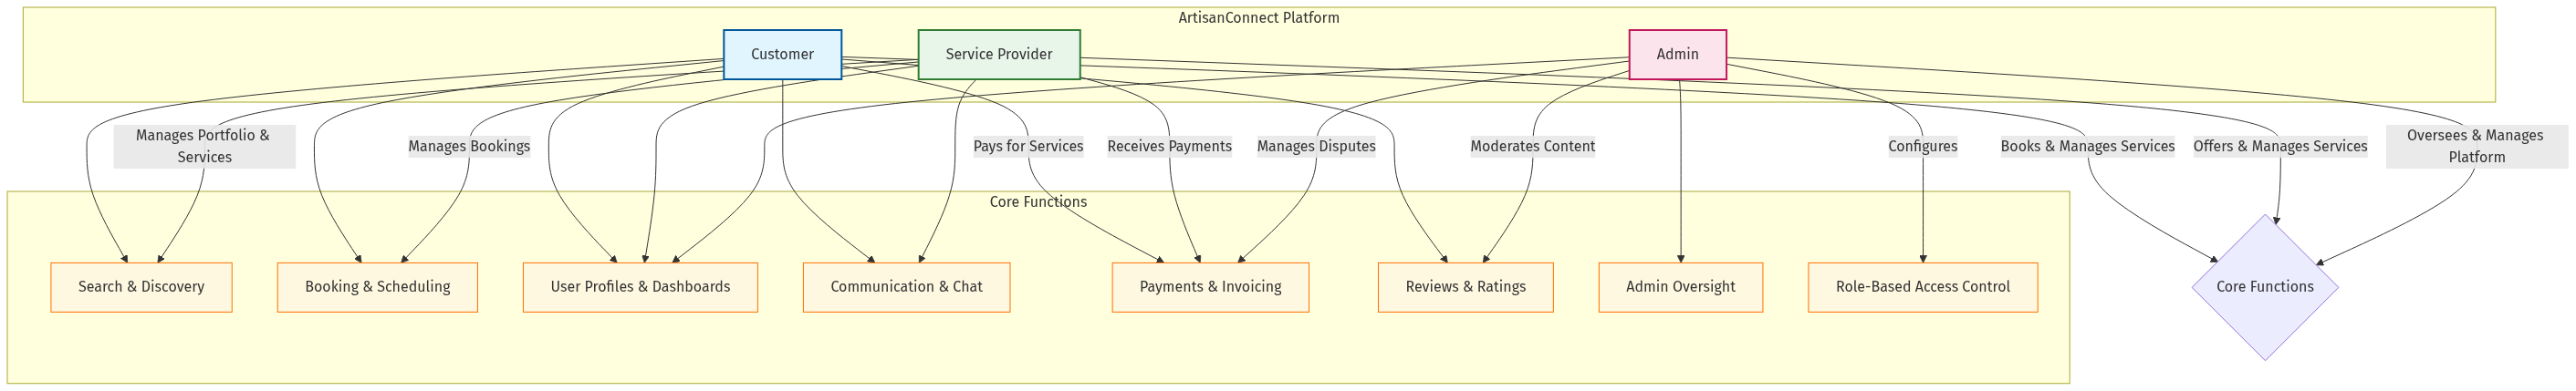 ArtisanConnect Platform
Customer
Service Provider
Admin
Manages Portfolio &
Services
Manages Bookings
Pays for Services
Receives Payments
Manages Disputes
Moderates Content
Configures
Books & Manages Services
Offers & Manages Services
Oversees & Manages
Platform
Core Functions
Search & Discovery
Booking & Scheduling
User Profiles & Dashboards
Communication & Chat
Payments & Invoicing
Reviews & Ratings
Admin Oversight
Role-Based Access Control
Core Functions